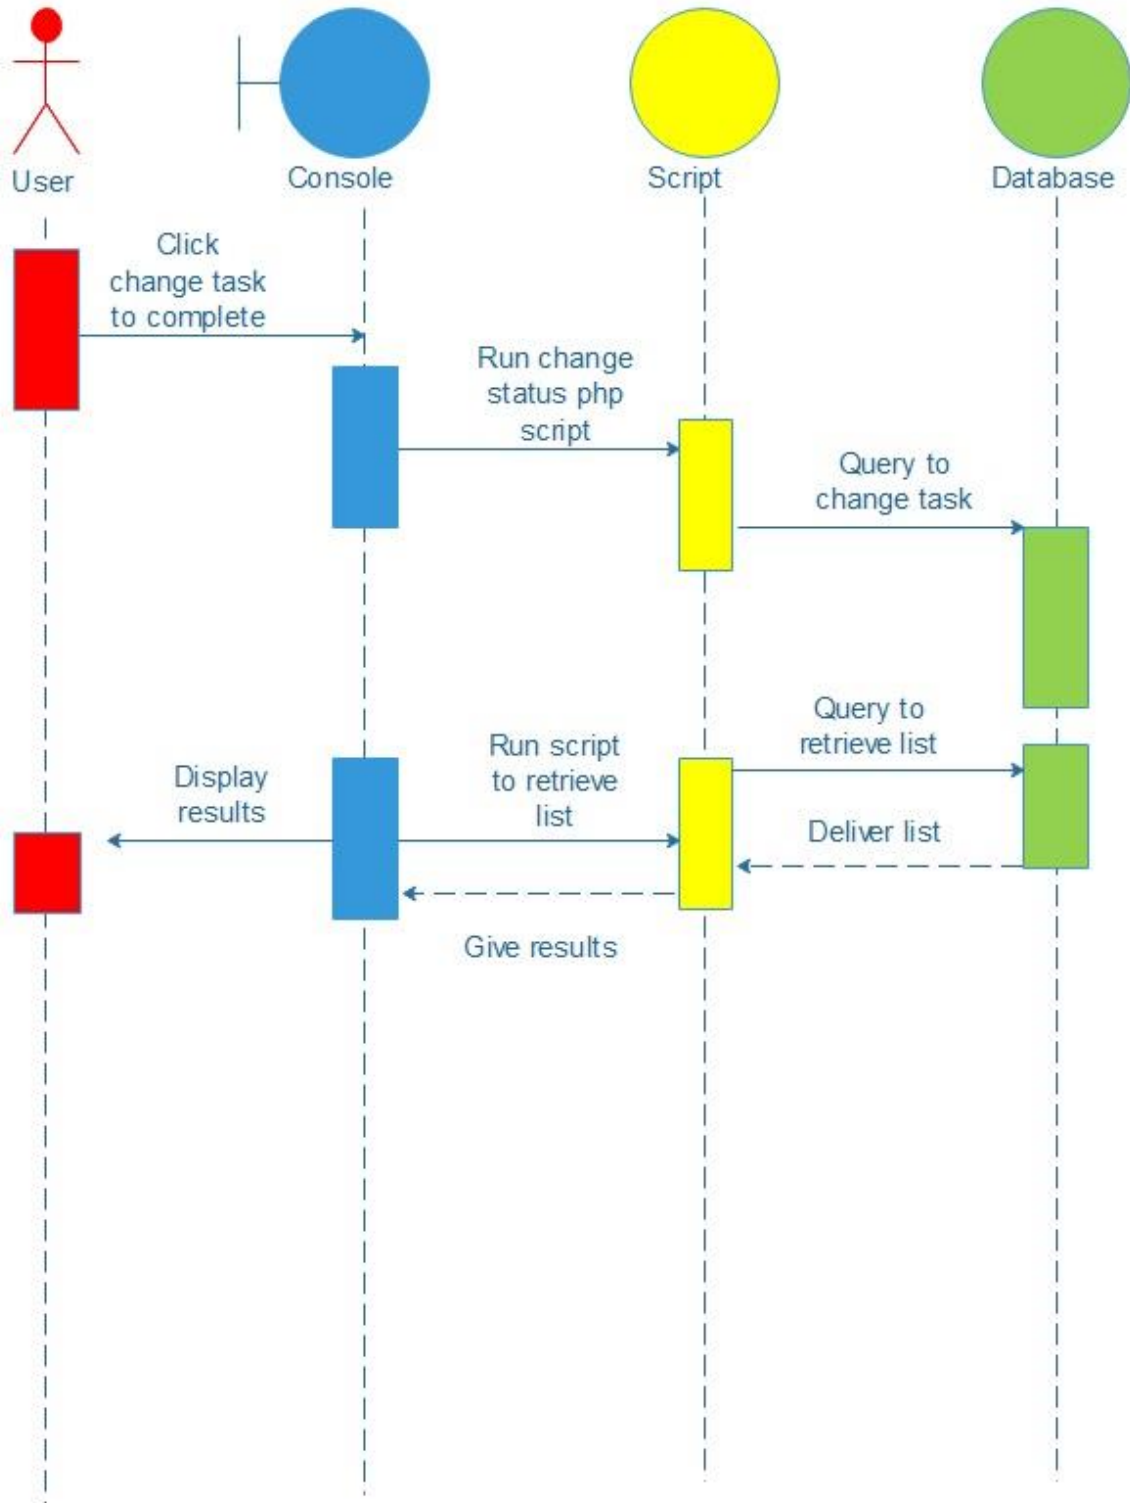 User
Console
Script
Database
Click
change task
to complete
Run change
status php
script
Query to
change task
Query to
retrieve list
Run script
to retrieve
list
Display
results
Deliver list
Give results